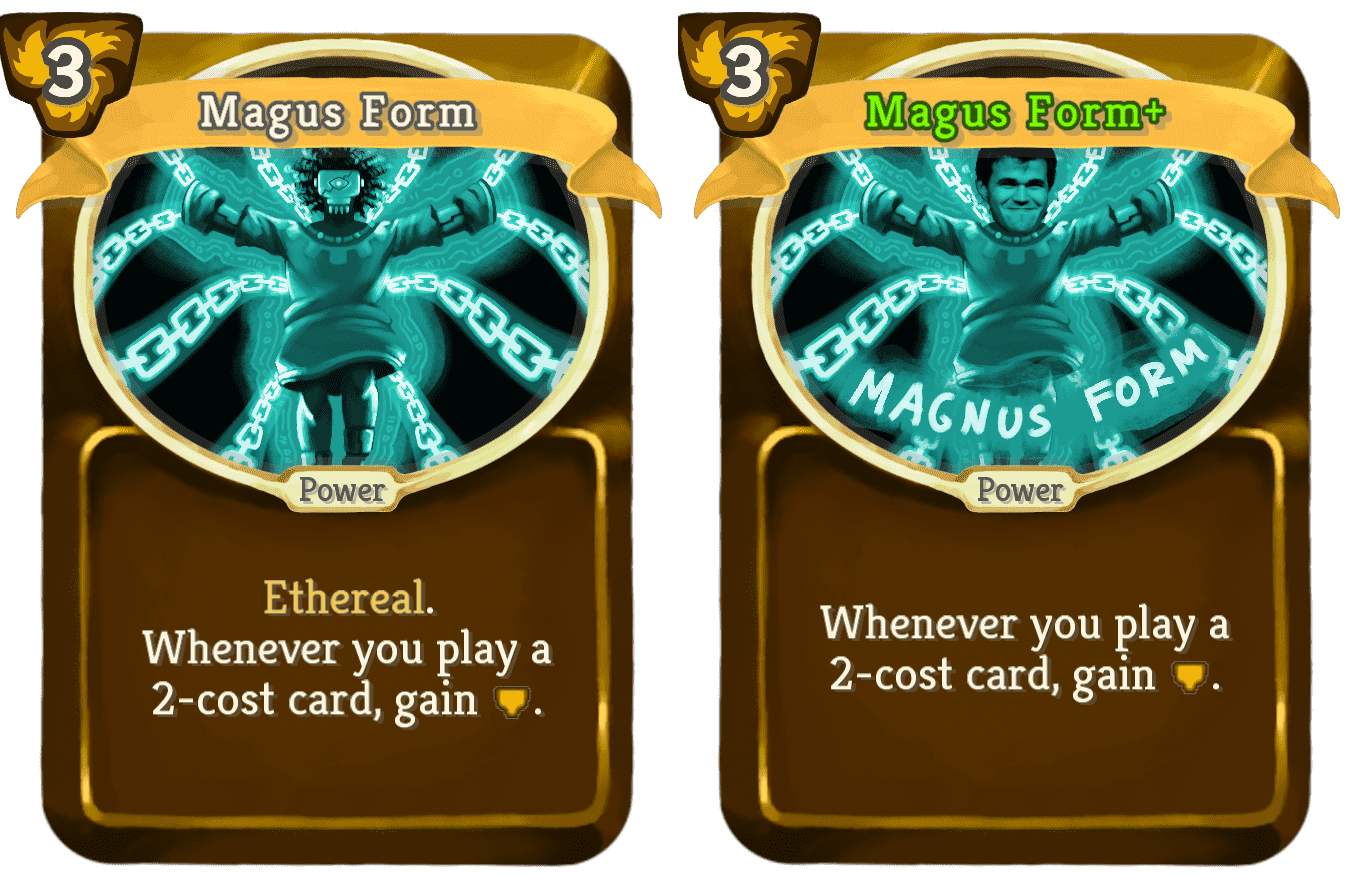 3
Magus Form
Power
Ethereal.
Whenever you play a
2-cost card, gain .
3
Magus Form+
MAGNUS FORM
Power
Whenever you play a
2-cost card, gain .